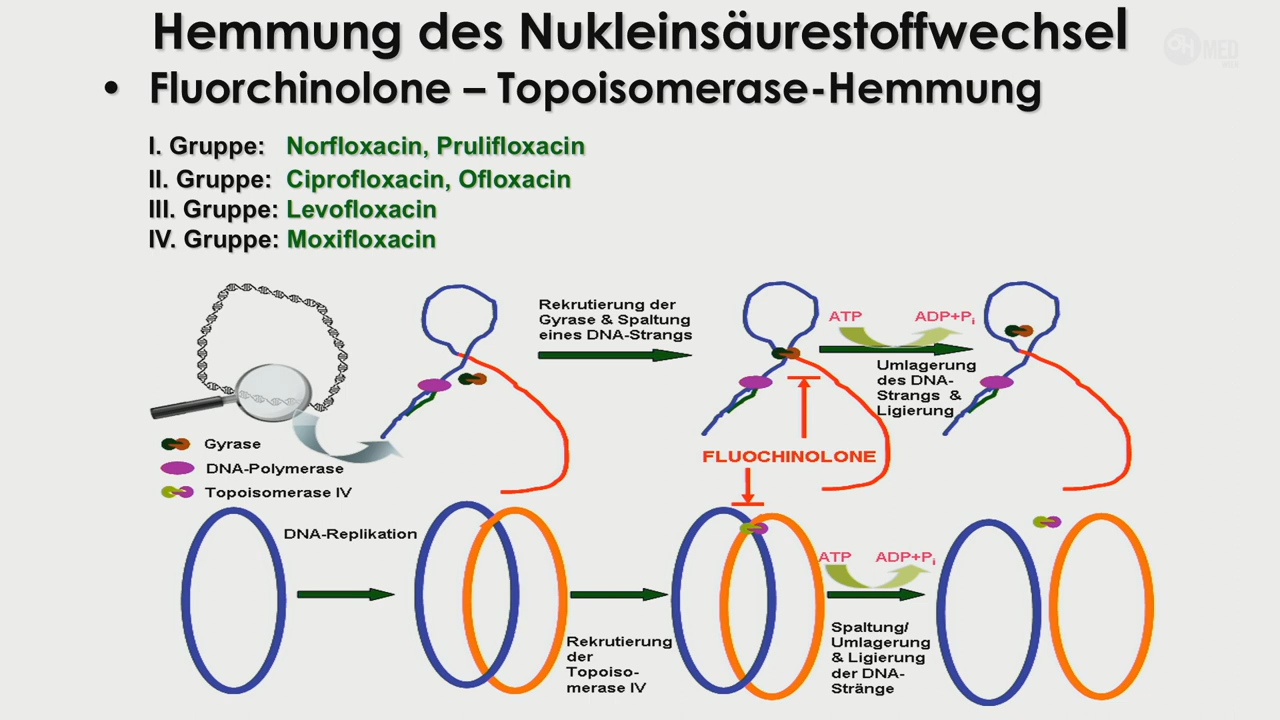 Hemmung des Nukleinsäurestoffwechsel
• Fluorchinolone – Topoisomerase-Hemmung
I. Gruppe: Norfloxacin, Prulifloxacin
II. Gruppe: Ciprofloxacin, Ofloxacin
III. Gruppe: Levofloxacin
IV. Gruppe: Moxifloxacin
Rekrutierung der
Gyrase & Spaltung
eines DNA-Strangs
ATP
ADP+Pi
Umlagerung
des DNA-
Strangs &
Ligierung
Gyrase
DNA-Polymerase
Topoisomerase IV
FLUOCHINOLONE
DNA-Replikation
Rekrutierung
der
Topoiso-
merase IV
ATP
ADP+Pi
Spaltung/
Umlagerung
& Ligierung
der DNA-
Stränge